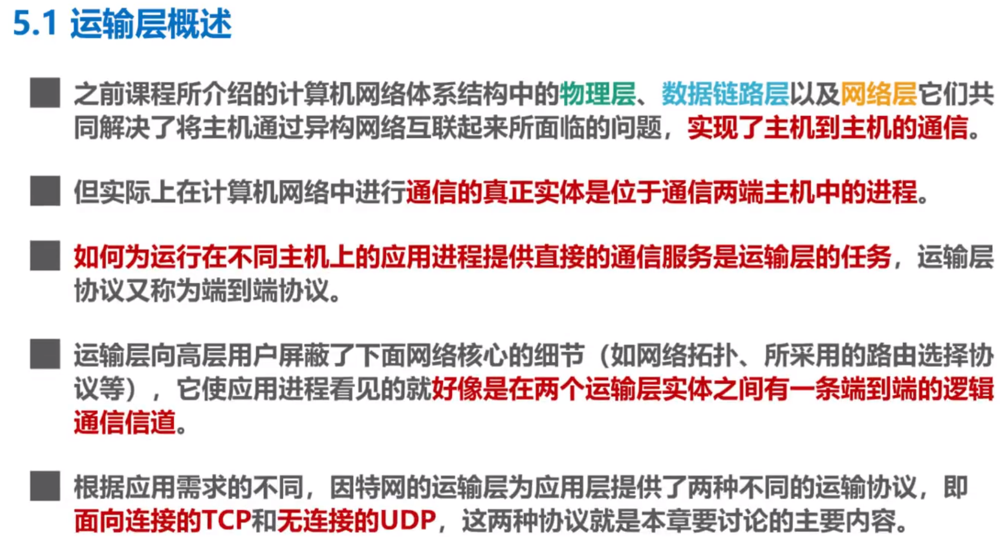 5.1 运输层概述
之前课程所介绍的计算机网络体系结构中的物理层、数据链路层以及网络层它们共
同解决了将主机通过异构网络互联起来所面临的问题，实现了主机到主机的通信。
但实际上在计算机网络中进行通信的真正实体是位于通信两端主机中的进程。
如何为运行在不同主机上的应用进程提供直接的通信服务是运输层的任务，运输层
协议又称为端到端协议。
运输层向高层用户屏蔽了下面网络核心的细节（如网络拓扑、所采用的路由选择协
议等），它使应用进程看见的就好像是在两个运输层实体之间有一条端到端的逻辑
通信信道。
根据应用需求的不同，因特网的运输层为应用层提供了两种不同的运输协议，即
面向连接的TCP和无连接的UDP，这两种协议就是本章要讨论的主要内容。